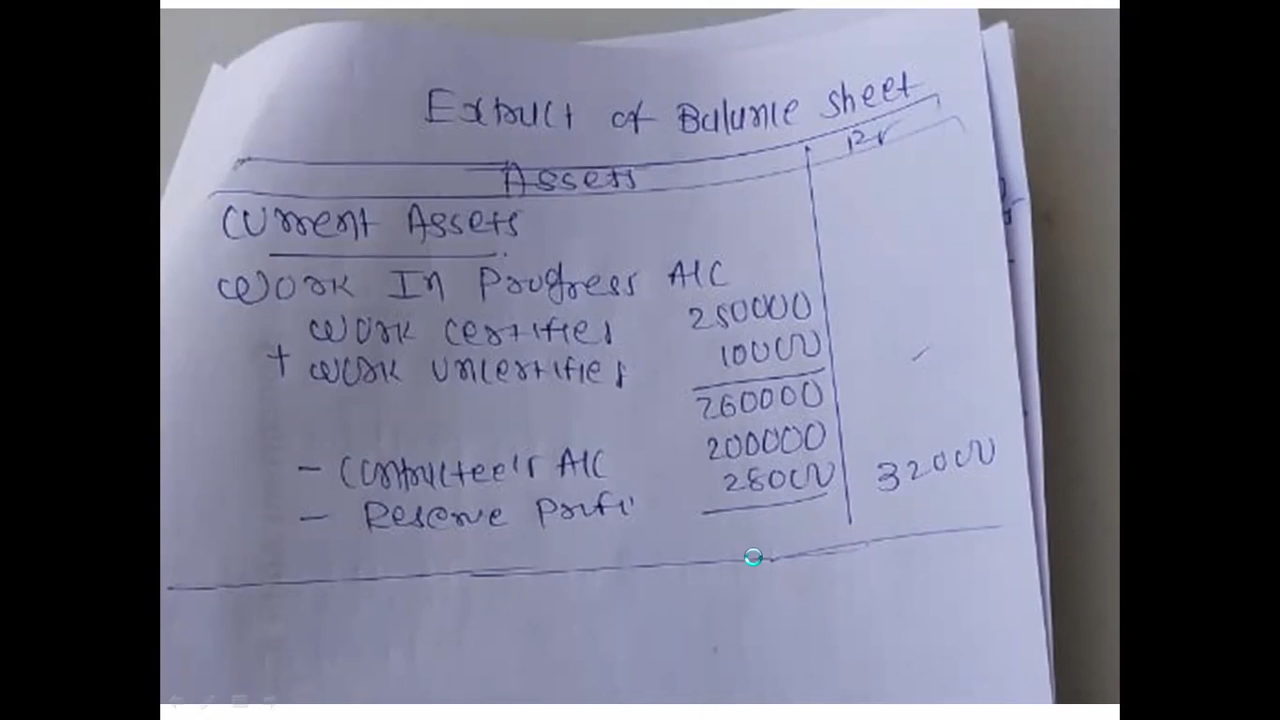 Extract of Balance Sheet
Assets Rs
Current Assets
Work In Progress A/C
Work certified 250000
+ Work uncertified 10000
260000
- Contractee's A/C 200000
- Reserve Profit 28000 32000